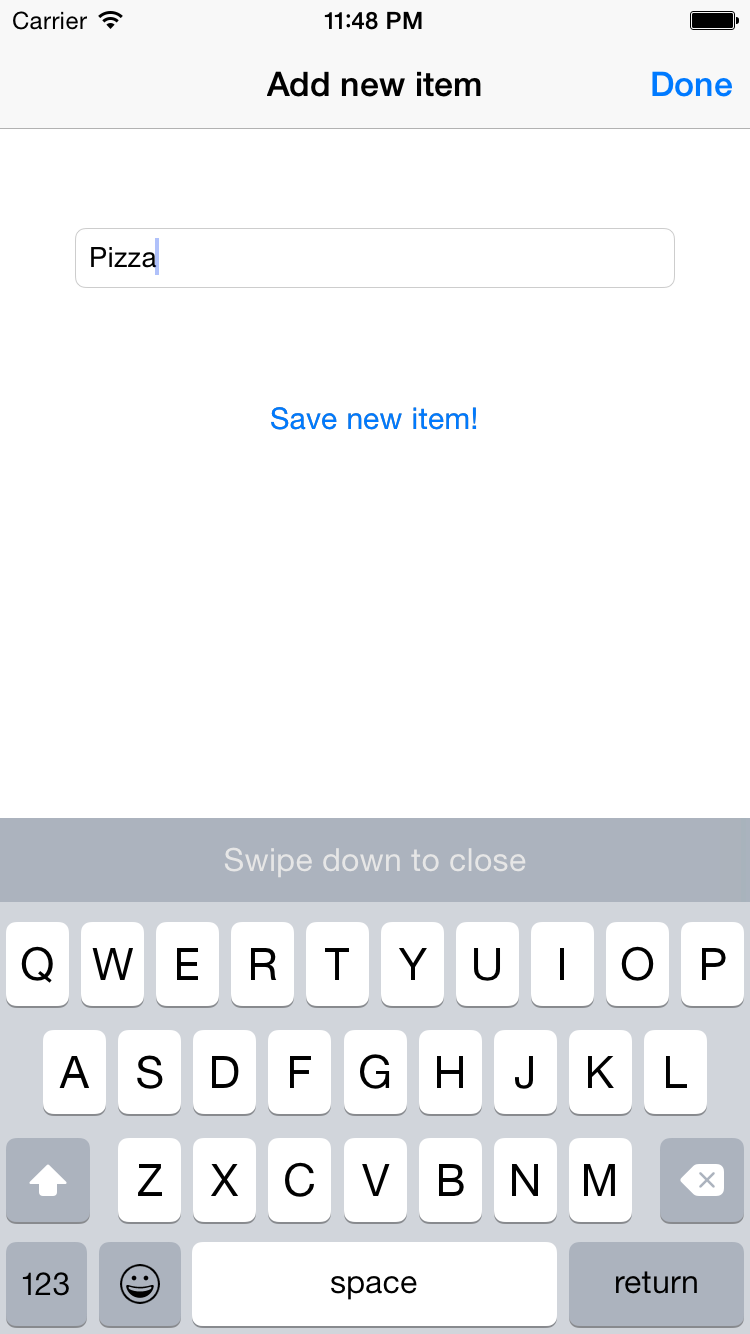 Carrier 11:48 PM
Add new item Done
Pizza
Save new item!
Swipe down to close
Q W E R T Y U I O P
A S D F G H J K L
Z X C V B N M
123 space return